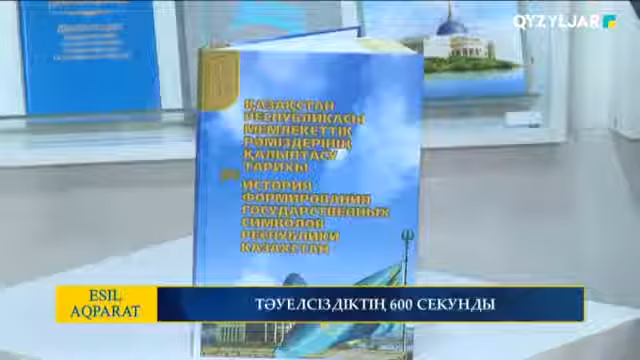 QYZYLJAR
ҚАЗАҚСТАН
РЕСПУБЛИКАСЫ
МЕМЛЕКЕТТІК
РӘМІЗДЕРІНІҢ
ҚАЛЫПТАСУ
ТАРИХЫ
ИСТОРИЯ
ФОРМИРОВАНИЯ
ГОСУДАРСТВЕННЫХ
СИМВОЛОВ
РЕСПУБЛИКИ
КАЗАХСТАН
ESIL
AQPARAT
ТӘУЕЛСІЗДІКТІҢ 600 СЕКУНДЫ